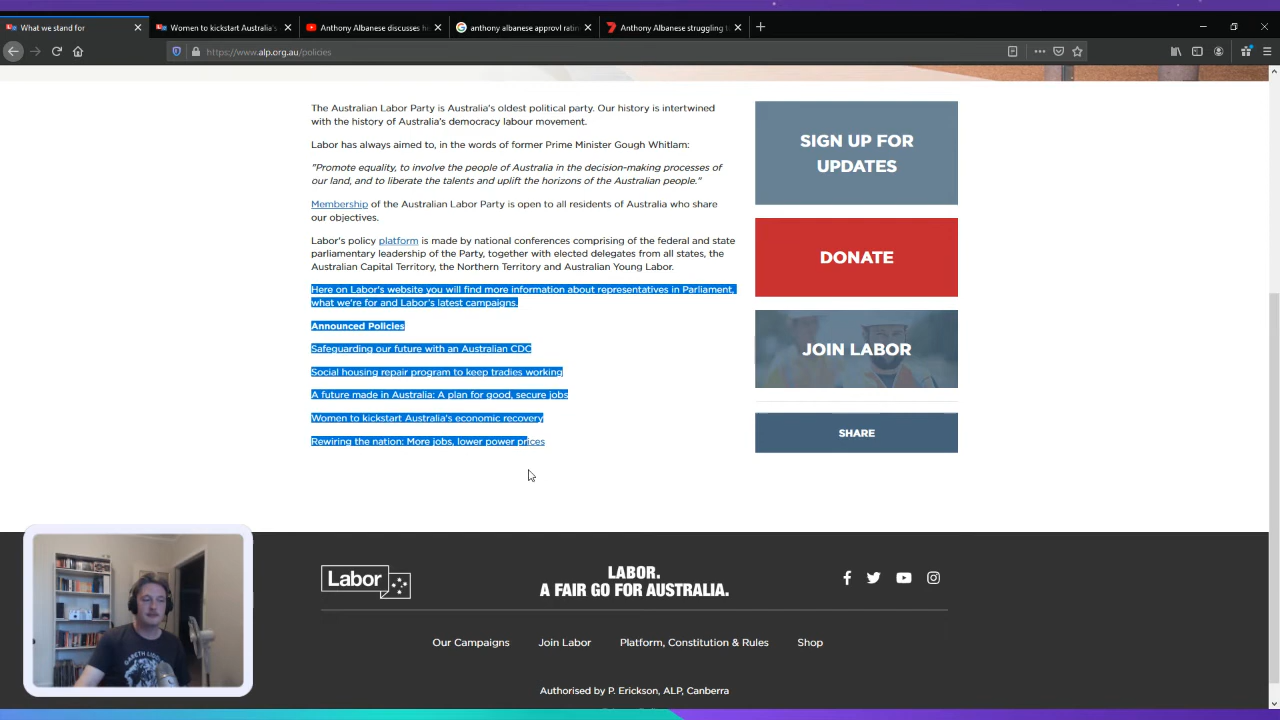 What we stand for
Women to kickstart Australia's
Anthony Albanese discusses he
anthony albanese approvl ratin
Anthony Albanese struggling t
https://www.alp.org.au/policies
The Australian Labor Party is Australia's oldest political party. Our history is intertwined
with the history of Australia's democracy labour movement.
Labor has always aimed to, in the words of former Prime Minister Gough Whitlam:
"Promote equality, to involve the people of Australia in the decision-making processes of
our land, and to liberate the talents and uplift the horizons of the Australian people."
Membership of the Australian Labor Party is open to all residents of Australia who share
our objectives.
Labor's policy platform is made by national conferences comprising of the federal and state
parliamentary leadership of the Party, together with elected delegates from all states, the
Australian Capital Territory, the Northern Territory and Australian Young Labor.
Here on Labor's website you will find more information about representatives in Parliament,
what we're for and Labor's latest campaigns.
Announced Policies
Safeguarding our future with an Australian CDC
Social housing repair program to keep tradies working
A future made in Australia: A plan for good, secure jobs
Women to kickstart Australia's economic recovery
Rewiring the nation: More jobs, lower power prices
SIGN UP FOR
UPDATES
DONATE
JOIN LABOR
SHARE
Labor
LABOR.
A FAIR GO FOR AUSTRALIA.
Our Campaigns
Join Labor
Platform, Constitution & Rules
Shop
Authorised by P. Erickson, ALP, Canberra